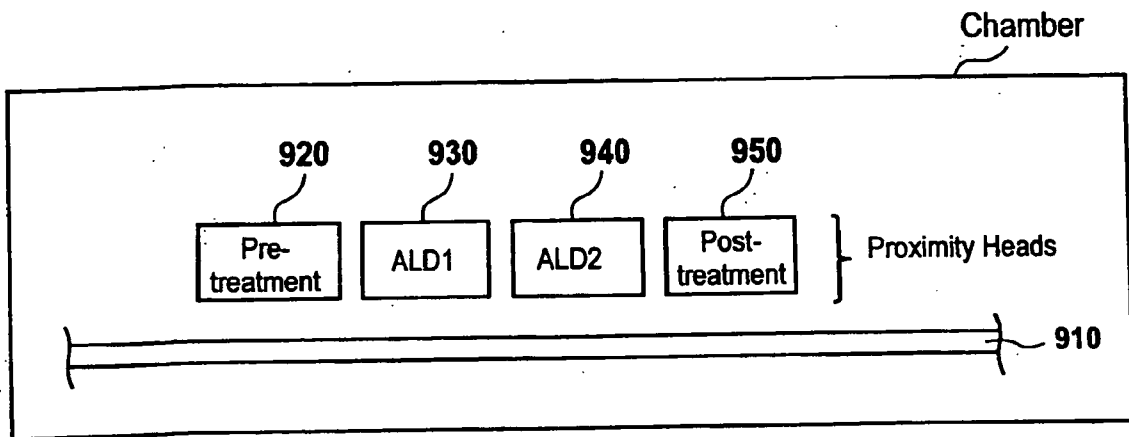 Chamber
920
930
940
950
Pre-
treatment
ALD1
ALD2
Post-
treatment
Proximity Heads
910